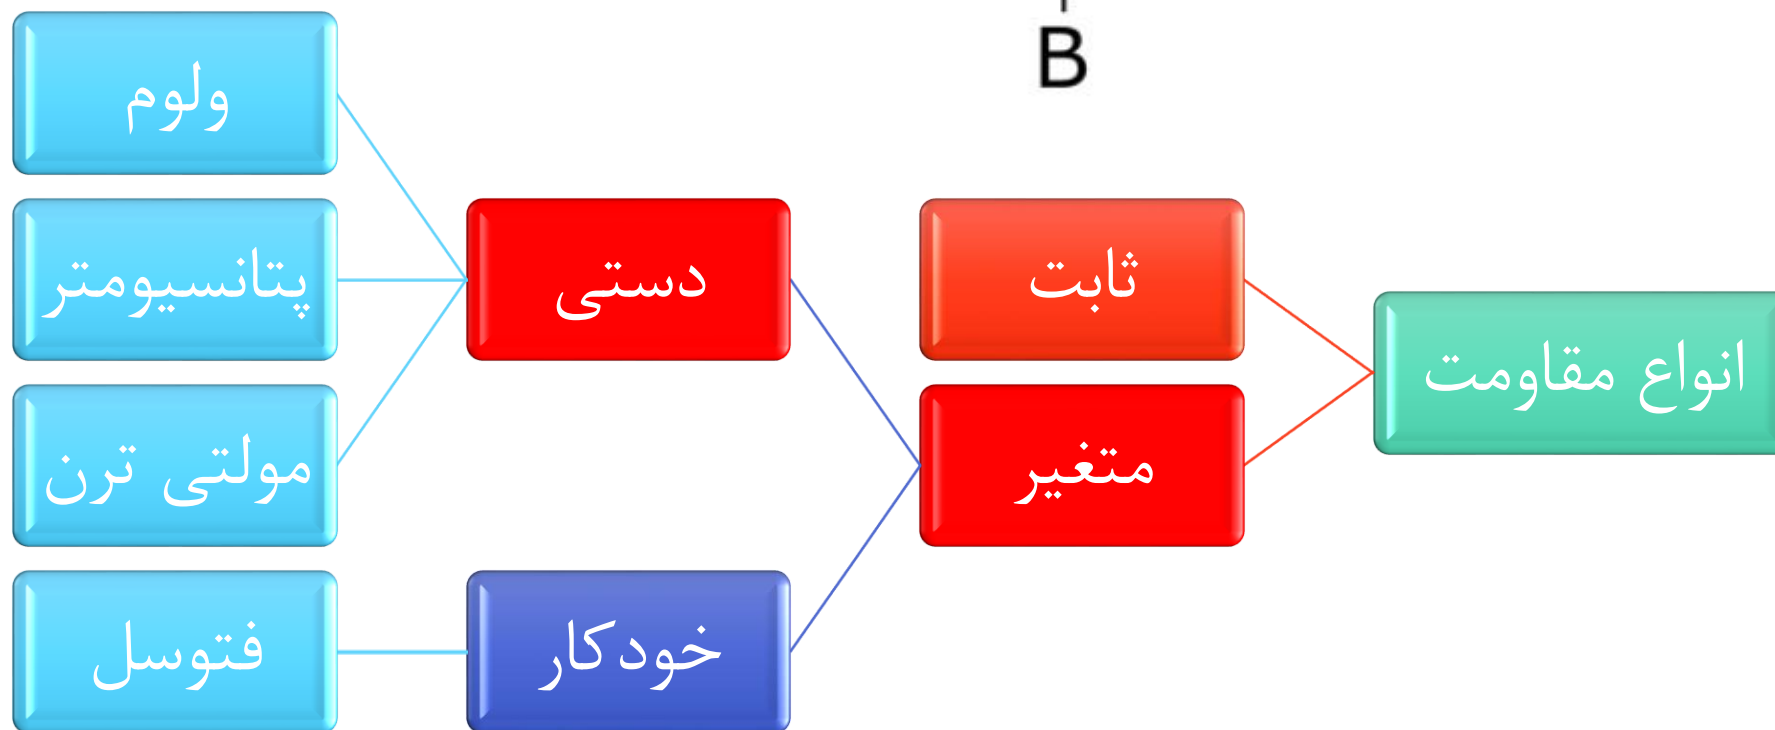 B
انواع مقاومت
ثابت
متغیر
دستی
خودکار
ولوم
پتانسیومتر
مولتی ترن
فتوسل